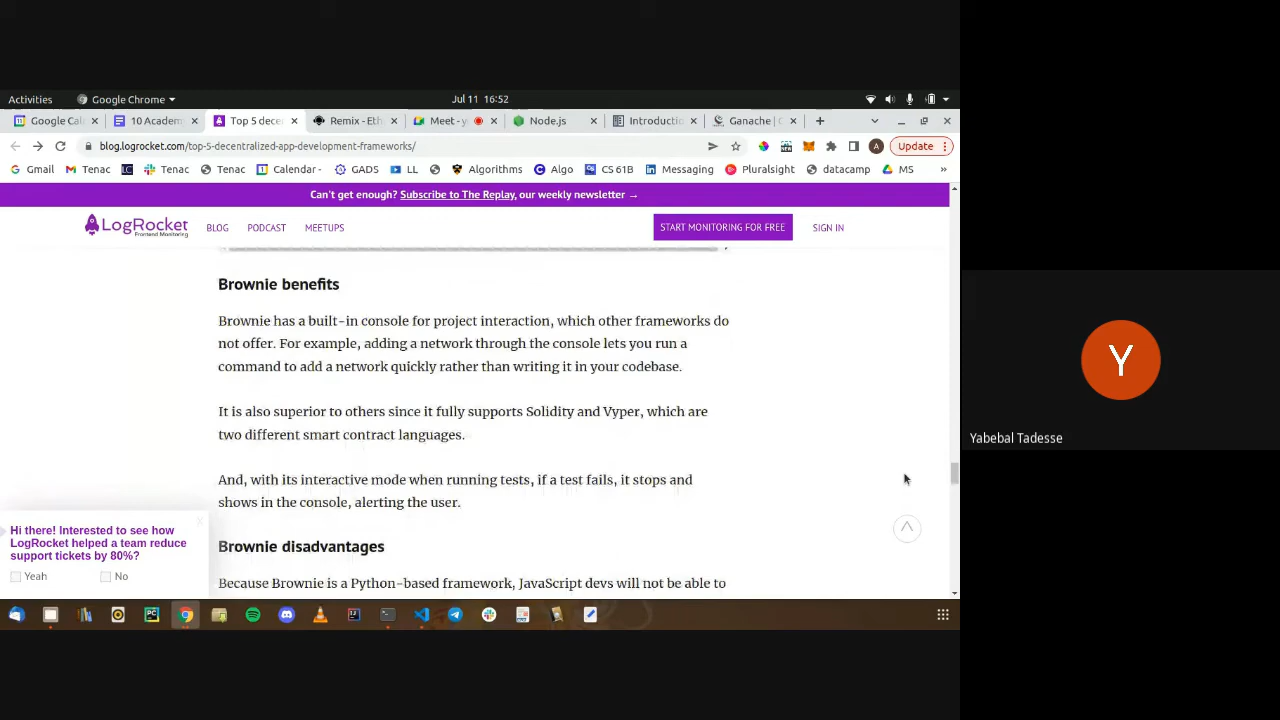 Activities
Google Chrome
Jul 11 16:52
Google Cal
10 Academ
Top 5 dece
Remix - Eth
Meet - y
Node.js
Introductio
Ganache | C
blog.logrocket.com/top-5-decentralized-app-development-frameworks/
A
Update
Gmail
Tenac
LC
Tenac
Tenac
Calendar -
GADS
LL
Algorithms
Algo
CS 61B
Messaging
Pluralsight
datacamp
MS
»
Can't get enough? Subscribe to The Replay, our weekly newsletter →
LogRocket
Frontend Monitoring
BLOG
PODCAST
MEETUPS
START MONITORING FOR FREE
SIGN IN
Brownie benefits
Brownie has a built-in console for project interaction, which other frameworks do
not offer. For example, adding a network through the console lets you run a
command to add a network quickly rather than writing it in your codebase.
It is also superior to others since it fully supports Solidity and Vyper, which are
two different smart contract languages.
And, with its interactive mode when running tests, if a test fails, it stops and
shows in the console, alerting the user.
Brownie disadvantages
Because Brownie is a Python-based framework, JavaScript devs will not be able to
Hi there! Interested to see how
LogRocket helped a team reduce
support tickets by 80%?
Yeah
No
Y
Yabebal Tadesse